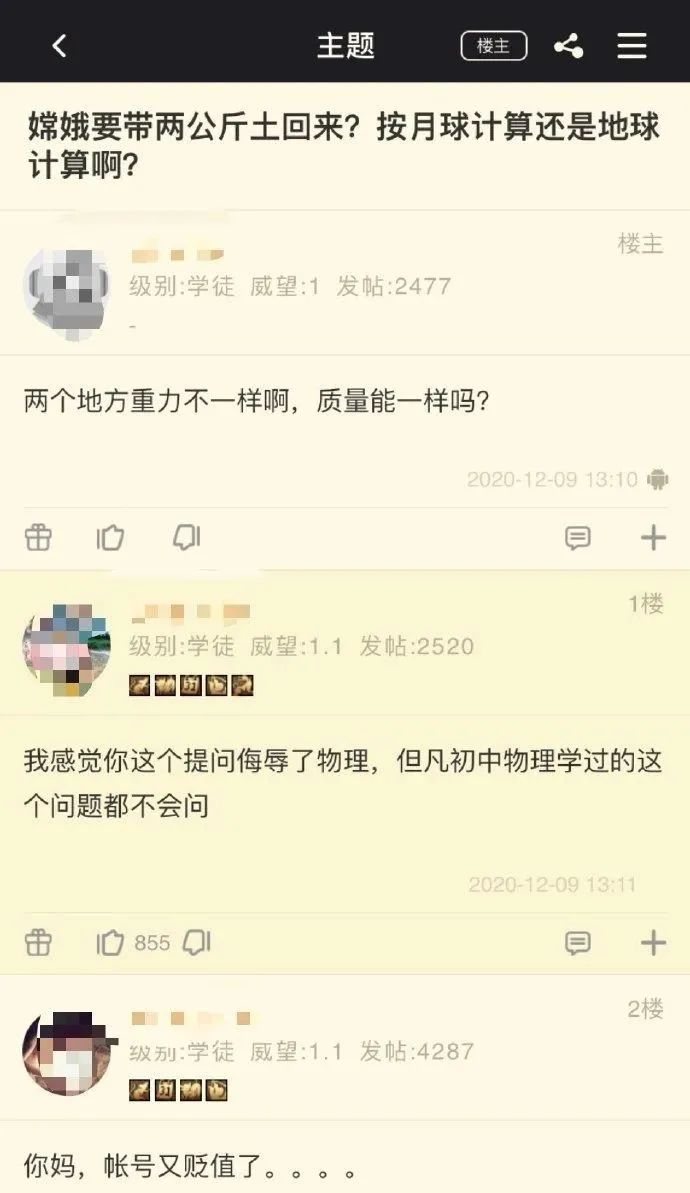 主题
楼主
嫦娥要带两公斤土回来？按月球计算还是地球
计算啊？
楼主
级别:学徒 威望:1 发帖:2477
-
两个地方重力不一样啊，质量能一样吗？
2020-12-09 13:10
1楼
级别:学徒 威望:1.1 发帖:2520
我感觉你这个提问侮辱了物理，但凡初中物理学过的这
个问题都不会问
2020-12-09 13:11
855
2楼
级别:学徒 威望:1.1 发帖:4287
你妈，帐号又贬值了。。。。